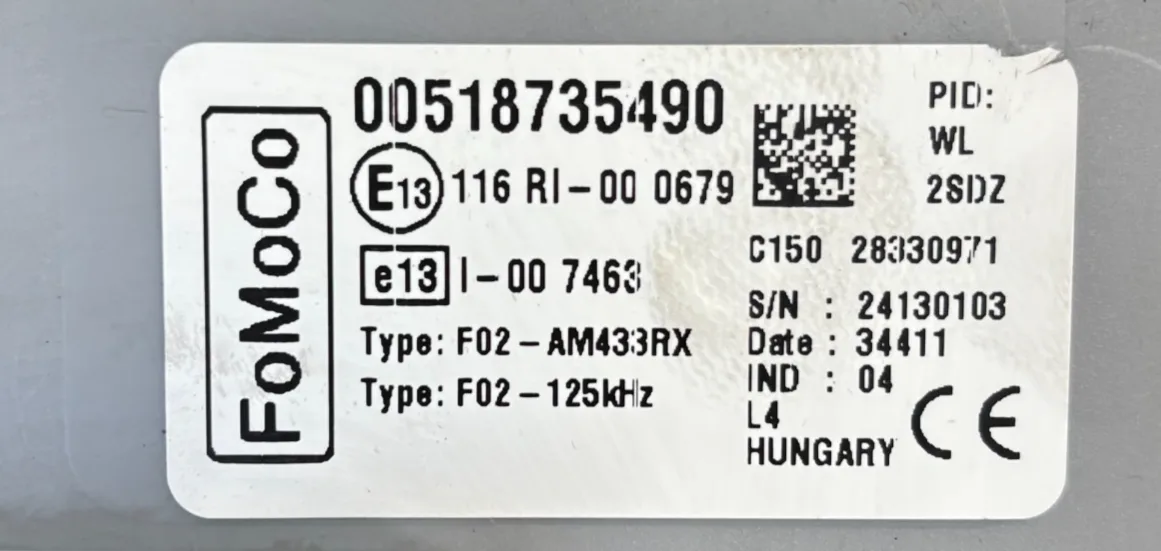 FoMoCo
00518735490
E13 116 RI-00 0679
e13 I-00 7463
Type: F02-AM433RX
Type: F02-125kHz
PID:
WL
2SDZ
C150 28330971
S/N : 24130103
Date : 34411
IND : 04
L4
HUNGARY
CE